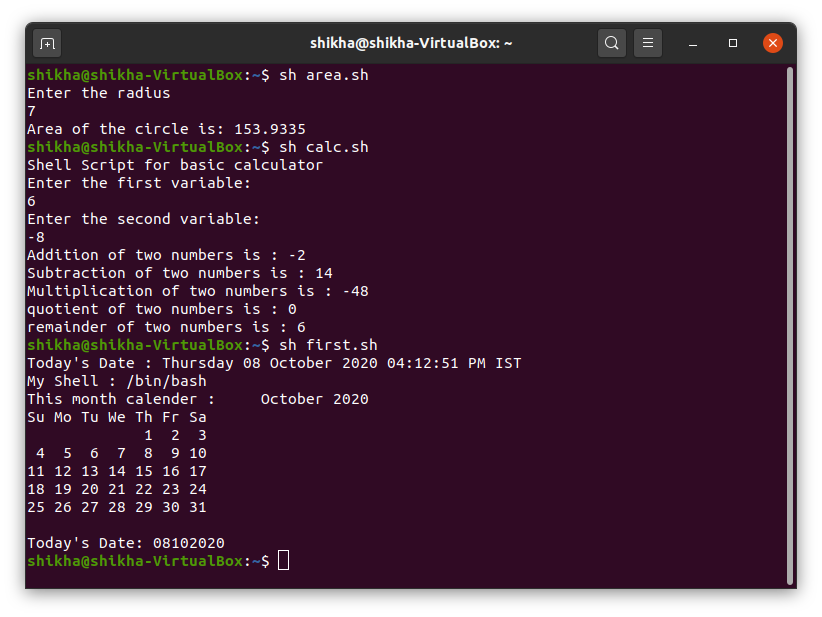 shikha@shikha-VirtualBox: ~
shikha@shikha-VirtualBox:~$ sh area.sh
Enter the radius
7
Area of the circle is: 153.9335
shikha@shikha-VirtualBox:~$ sh calc.sh
Shell Script for basic calculator
Enter the first variable:
6
Enter the second variable:
-8
Addition of two numbers is : -2
Subtraction of two numbers is : 14
Multiplication of two numbers is : -48
quotient of two numbers is : 0
remainder of two numbers is : 6
shikha@shikha-VirtualBox:~$ sh first.sh
Today's Date : Thursday 08 October 2020 04:12:51 PM IST
My Shell : /bin/bash
This month calender :     October 2020
Su Mo Tu We Th Fr Sa
             1  2  3
 4  5  6  7  8  9 10
11 12 13 14 15 16 17
18 19 20 21 22 23 24
25 26 27 28 29 30 31

Today's Date: 08102020
shikha@shikha-VirtualBox:~$